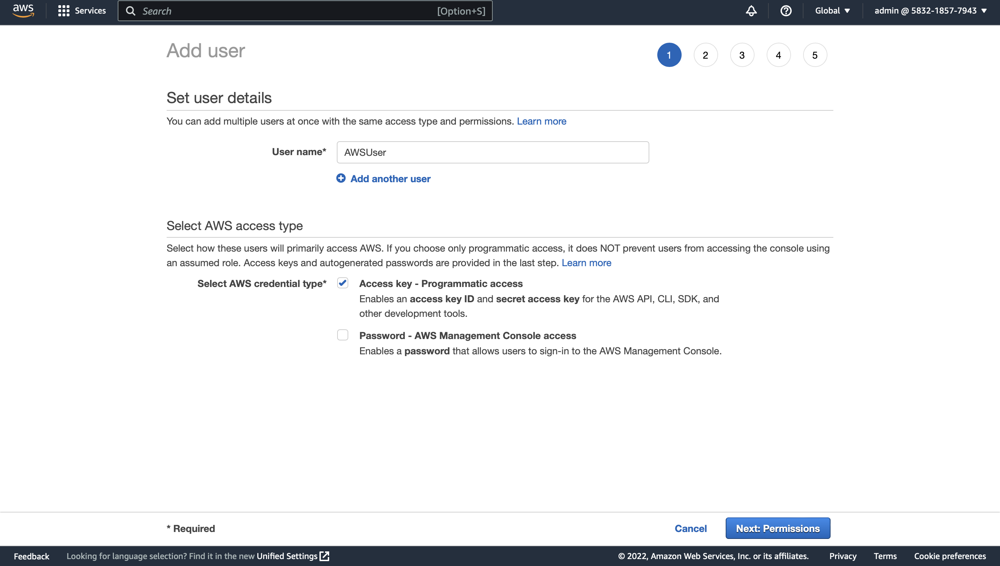 aws Services Search [Option+S] Global admin @ 5832-1857-7943
Add user
1 2 3 4 5
Set user details
You can add multiple users at once with the same access type and permissions. Learn more
User name* AWSUser
Add another user
Select AWS access type
Select how these users will primarily access AWS. If you choose only programmatic access, it does NOT prevent users from accessing the console using
an assumed role. Access keys and autogenerated passwords are provided in the last step. Learn more
Select AWS credential type* Access key - Programmatic access
Enables an access key ID and secret access key for the AWS API, CLI, SDK, and
other development tools.
Password - AWS Management Console access
Enables a password that allows users to sign-in to the AWS Management Console.
* Required Cancel Next: Permissions
Feedback Looking for language selection? Find it in the new Unified Settings © 2022, Amazon Web Services, Inc. or its affiliates. Privacy Terms Cookie preferences